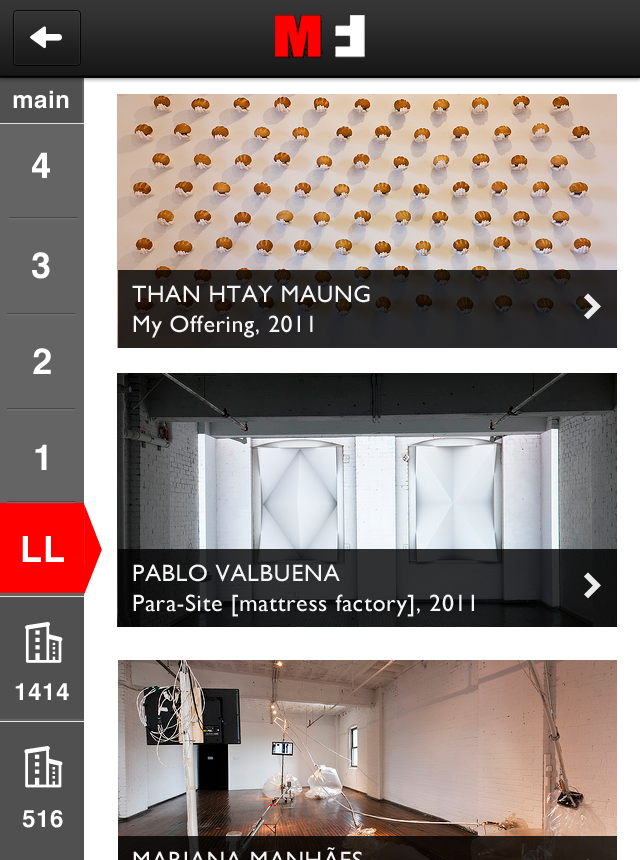 MF
main
4
3
2
1
LL
1414
516
THAN HTAY MAUNG
My Offering, 2011
PABLO VALBUENA
Para-Site [mattress factory], 2011
MARIANA MANHÃES